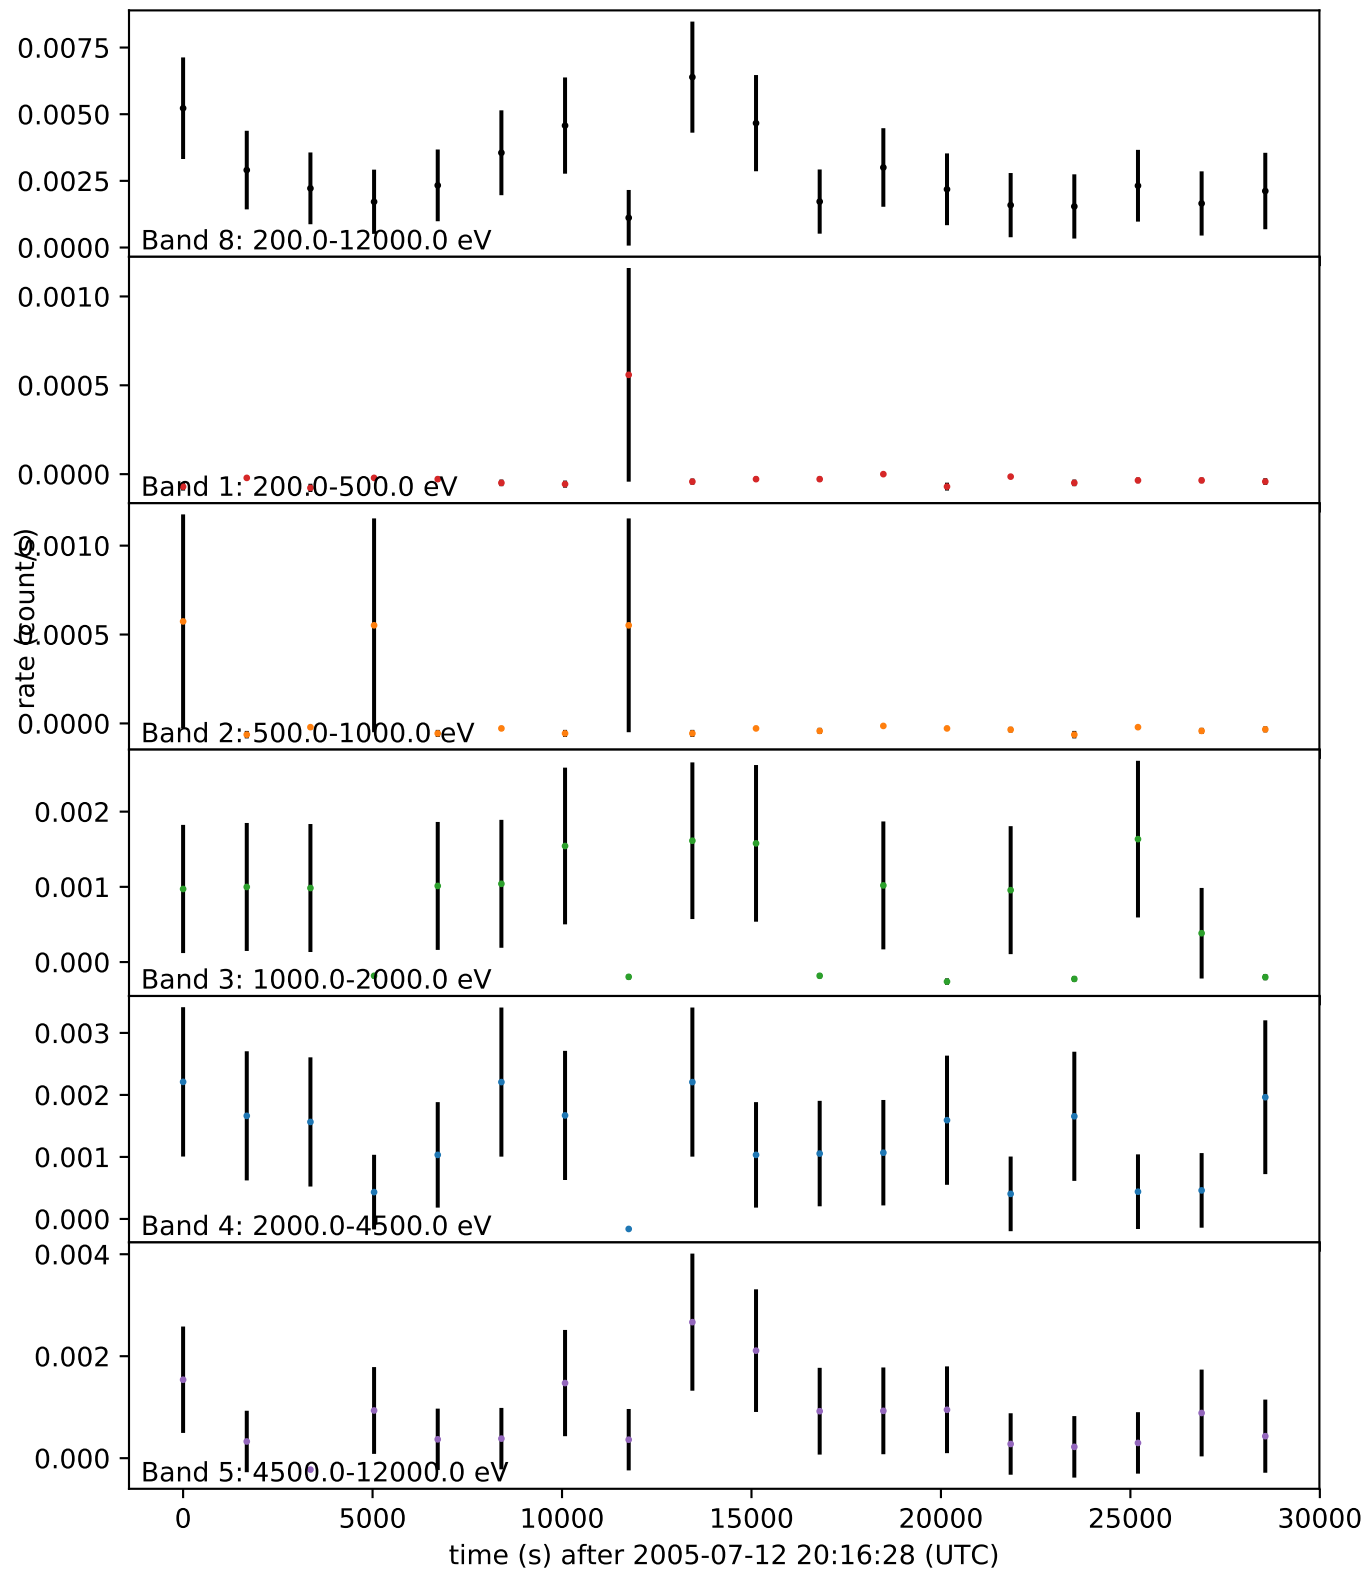 0.0075
0.0050
0.0025
0.0000
Band 8: 200.0-12000.0 eV
0.0010
0.0005
0.0000
Band 1: 200.0-500.0 eV
rate (count/s)
0.0010
0.0005
0.0000
Band 2: 500.0-1000.0 eV
0.002
0.001
0.000
Band 3: 1000.0-2000.0 eV
0.003
0.002
0.001
0.000
Band 4: 2000.0-4500.0 eV
0.004
0.002
0.000
Band 5: 4500.0-12000.0 eV
0 5000 10000 15000 20000 25000 30000
time (s) after 2005-07-12 20:16:28 (UTC)